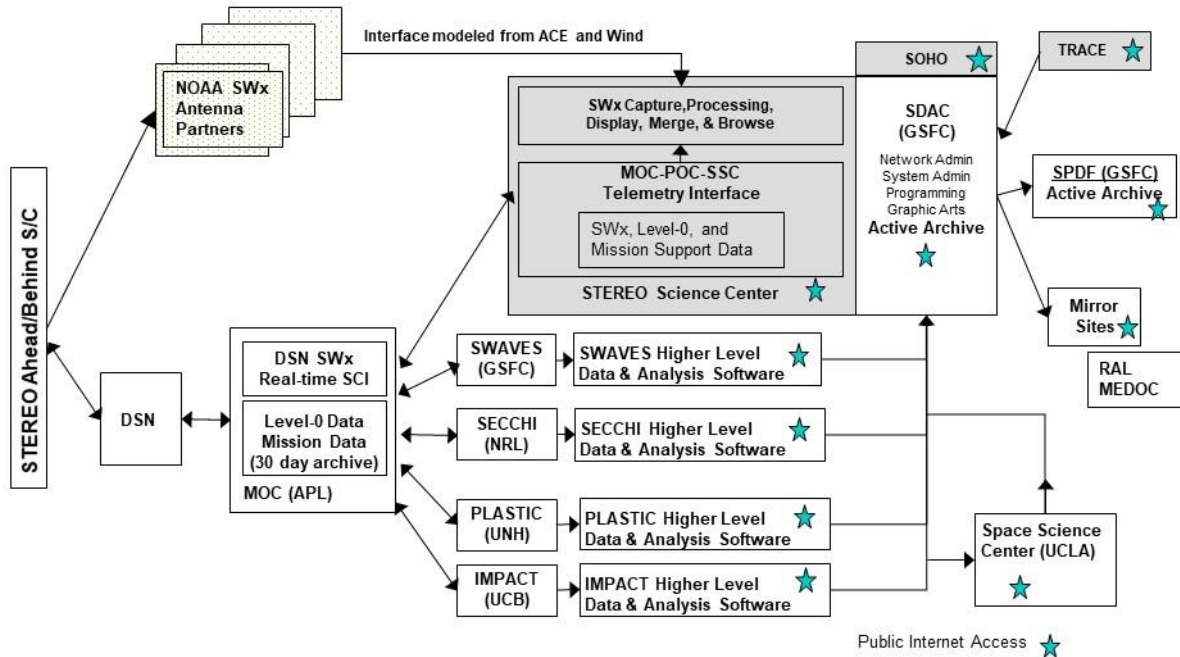 Interface modeled from ACE and Wind
NOAA SWx
Antenna
Partners
STEREO Ahead/Behind S/C
DSN
DSN SWx
Real-time SCI
Level-0 Data
Mission Data
(30 day archive)
MOC (APL)
SWx Capture,Processing,
Display, Merge, & Browse
MOC-POC-SSC
Telemetry Interface
SWx, Level-0, and
Mission Support Data
STEREO Science Center
SOHO
SDAC
(GSFC)
Network Admin
System Admin
Programming
Graphic Arts
Active Archive
TRACE
SPDF (GSFC)
Active Archive
Mirror
Sites
RAL
MEDOC
SWAVES
(GSFC)
SWAVES Higher Level
Data & Analysis Software
SECCHI
(NRL)
SECCHI Higher Level
Data & Analysis Software
PLASTIC
(UNH)
PLASTIC Higher Level
Data & Analysis Software
IMPACT
(UCB)
IMPACT Higher Level
Data & Analysis Software
Space Science
Center (UCLA)
Public Internet Access